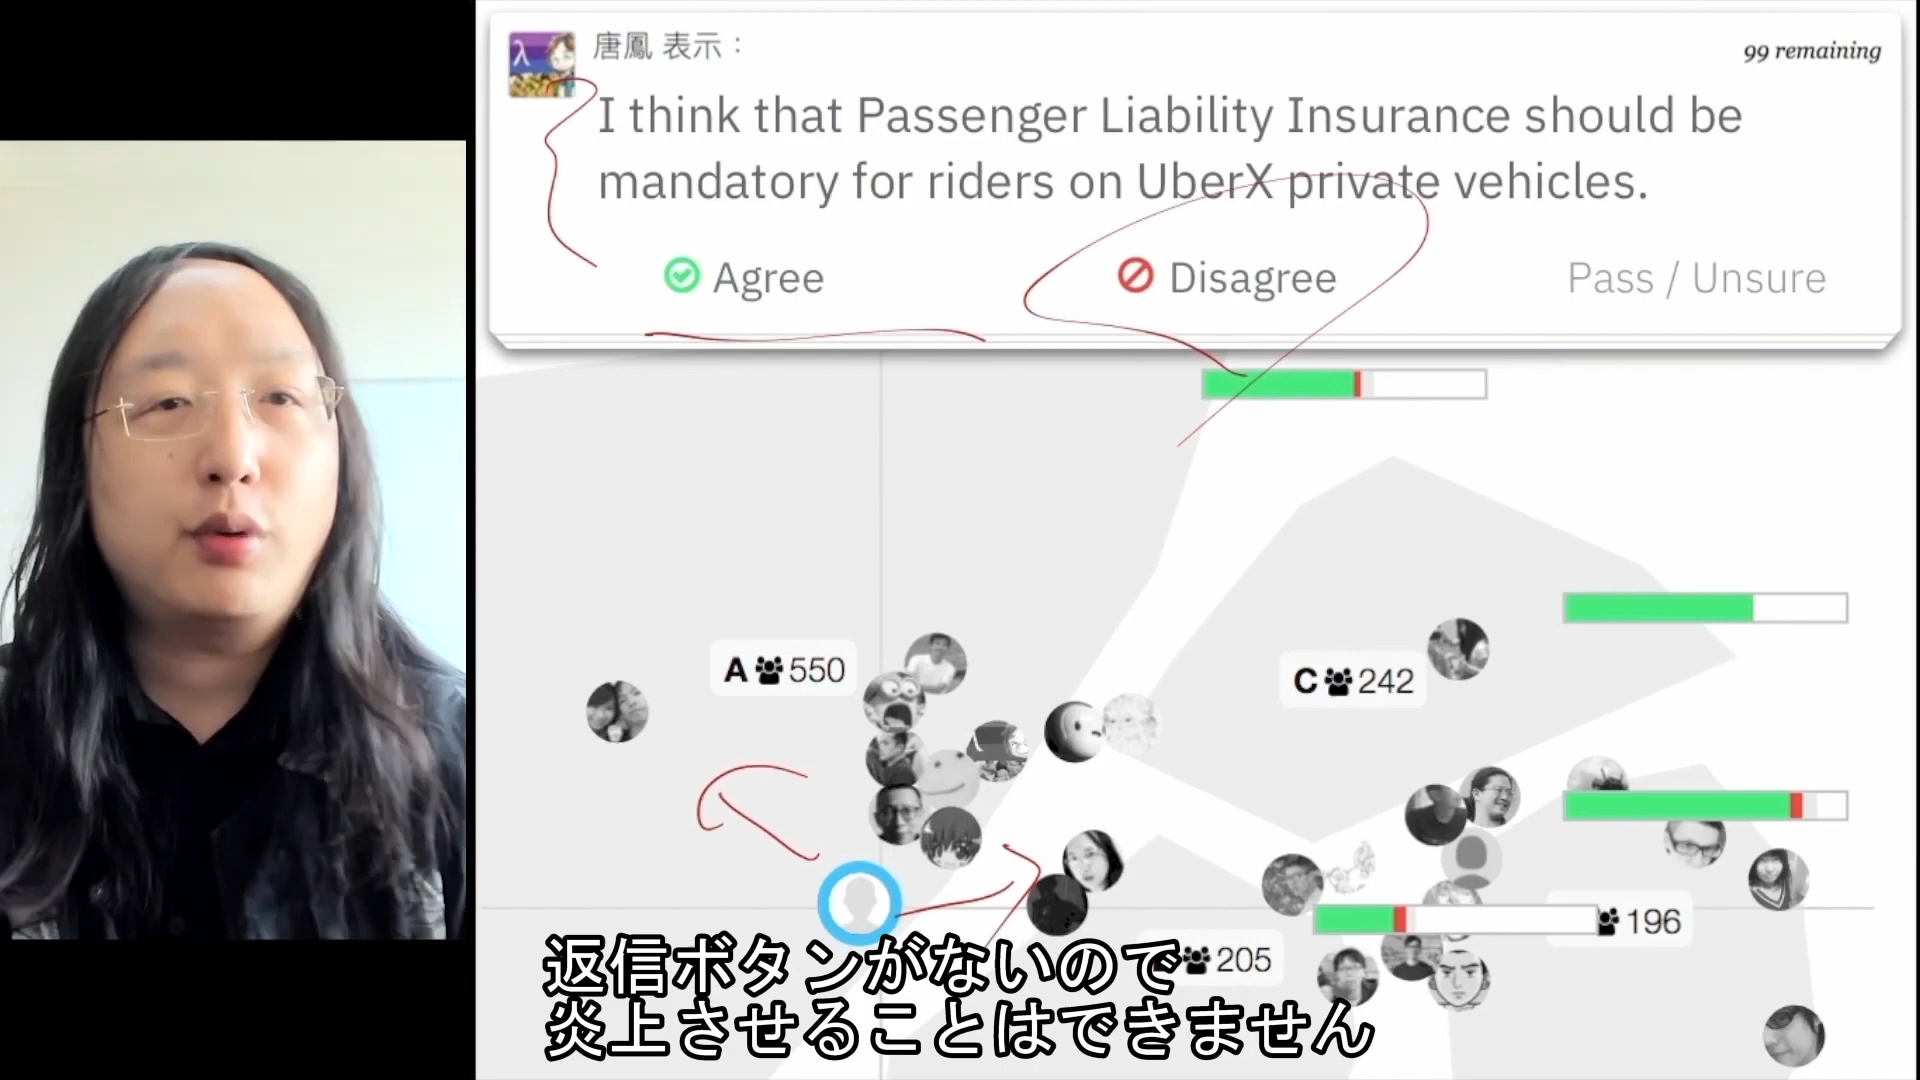 唐鳳 表示：
99 remaining
I think that Passenger Liability Insurance should be
mandatory for riders on UberX private vehicles.
Agree
Disagree
Pass / Unsure
A 550
C 242
196
205
返信ボタンがないので
炎上させることはできません